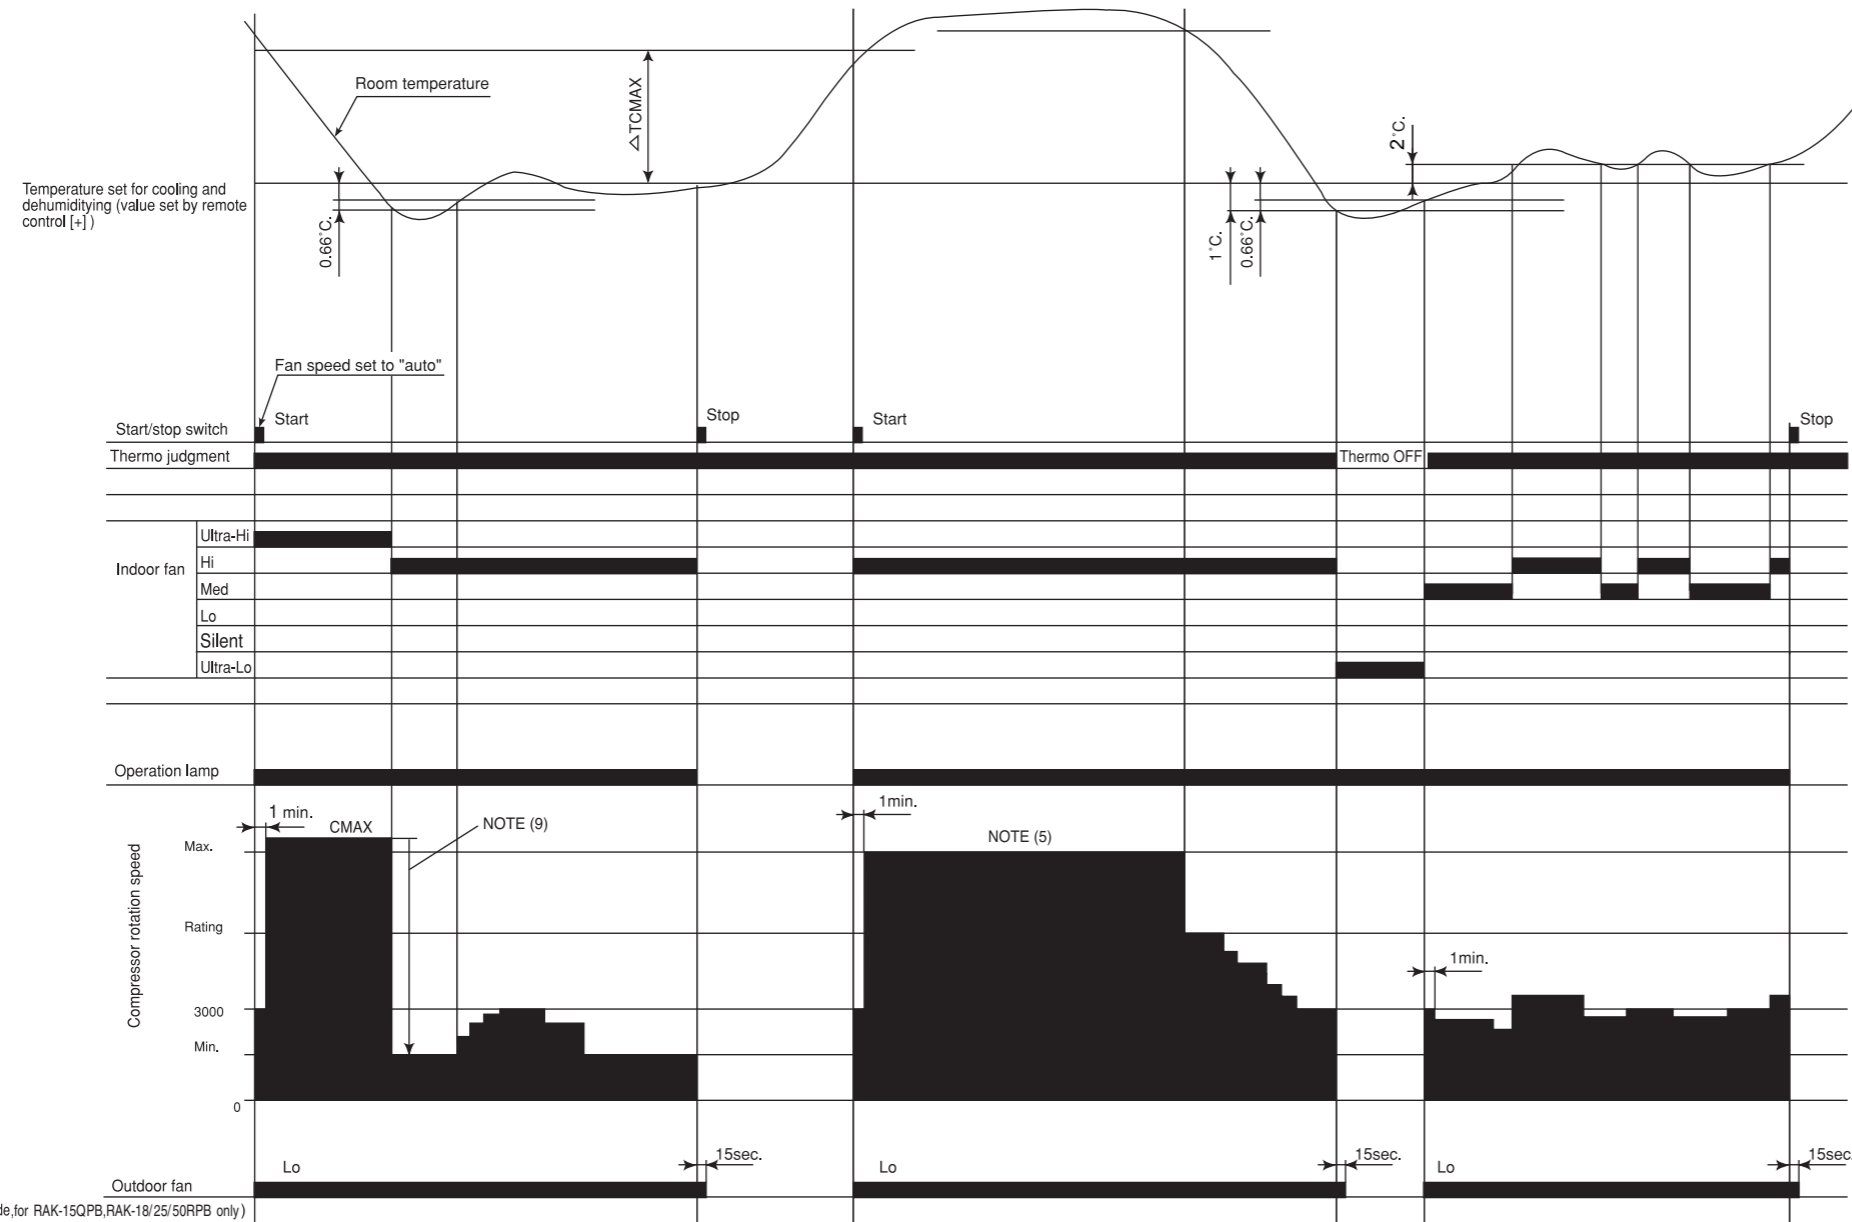 Room temperature
△TCMAX
2°C.
Temperature set for cooling and
dehumiditying (value set by remote
control [+] )
0.66°C.
1°C.
0.66°C.
Fan speed set to "auto"
Start/stop switch
Start
Stop
Start
Stop
Thermo judgment
Thermo OFF
Indoor fan
Ultra-Hi
Hi
Med
Lo
Silent
Ultra-Lo
Operation lamp
Compressor rotation speed
1 min.
CMAX
NOTE (9)
1min.
NOTE (5)
Max.
Rating
1min.
3000
Min.
0
Lo
15sec.
Lo
15sec.
Lo
15sec.
Outdoor fan
for RAK-15QPB,RAK-18/25/50RPB only )